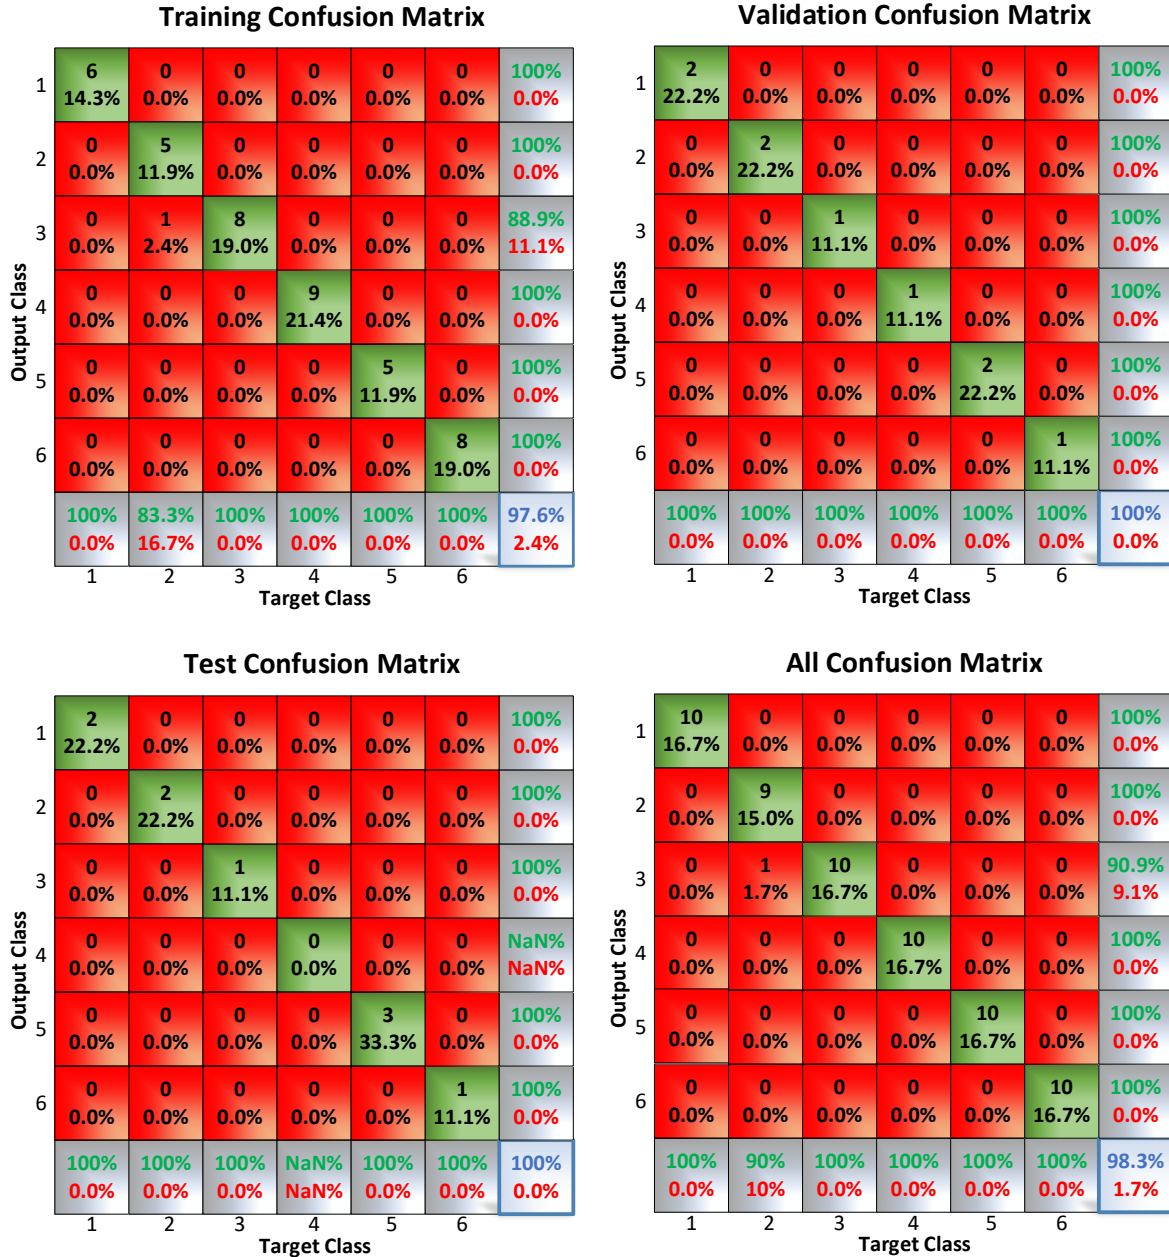 Training Confusion Matrix
1 6 0 0 0 0 0 100%
14.3% 0.0% 0.0% 0.0% 0.0% 0.0% 0.0%
2 0 5 0 0 0 0 100%
0.0% 11.9% 0.0% 0.0% 0.0% 0.0% 0.0%
3 0 1 8 0 0 0 88.9%
0.0% 2.4% 19.0% 0.0% 0.0% 0.0% 11.1%
4 0 0 0 9 0 0 100%
0.0% 0.0% 0.0% 21.4% 0.0% 0.0% 0.0%
5 0 0 0 0 5 0 100%
0.0% 0.0% 0.0% 0.0% 11.9% 0.0% 0.0%
6 0 0 0 0 0 8 100%
0.0% 0.0% 0.0% 0.0% 0.0% 19.0% 0.0%
100% 83.3% 100% 100% 100% 100% 97.6%
0.0% 16.7% 0.0% 0.0% 0.0% 0.0% 2.4%
1 2 3 4 5 6
Target Class
Output Class
Validation Confusion Matrix
1 2 0 0 0 0 0 100%
22.2% 0.0% 0.0% 0.0% 0.0% 0.0% 0.0%
2 0 2 0 0 0 0 100%
0.0% 22.2% 0.0% 0.0% 0.0% 0.0% 0.0%
3 0 0 1 0 0 0 100%
0.0% 0.0% 11.1% 0.0% 0.0% 0.0% 0.0%
4 0 0 0 1 0 0 100%
0.0% 0.0% 0.0% 11.1% 0.0% 0.0% 0.0%
5 0 0 0 0 2 0 100%
0.0% 0.0% 0.0% 0.0% 22.2% 0.0% 0.0%
6 0 0 0 0 0 1 100%
0.0% 0.0% 0.0% 0.0% 0.0% 11.1% 0.0%
100% 100% 100% 100% 100% 100% 100%
0.0% 0.0% 0.0% 0.0% 0.0% 0.0% 0.0%
1 2 3 4 5 6
Target Class
Output Class
Test Confusion Matrix
1 2 0 0 0 0 0 100%
22.2% 0.0% 0.0% 0.0% 0.0% 0.0% 0.0%
2 0 2 0 0 0 0 100%
0.0% 22.2% 0.0% 0.0% 0.0% 0.0% 0.0%
3 0 0 1 0 0 0 100%
0.0% 0.0% 11.1% 0.0% 0.0% 0.0% 0.0%
4 0 0 0 0 0 0 NaN%
0.0% 0.0% 0.0% 0.0% 0.0% 0.0% NaN%
5 0 0 0 0 3 0 100%
0.0% 0.0% 0.0% 0.0% 33.3% 0.0% 0.0%
6 0 0 0 0 0 1 100%
0.0% 0.0% 0.0% 0.0% 0.0% 11.1% 0.0%
100% 100% 100% NaN% 100% 100% 100%
0.0% 0.0% 0.0% NaN% 0.0% 0.0% 0.0%
1 2 3 4 5 6
Target Class
Output Class
All Confusion Matrix
1 10 0 0 0 0 0 100%
16.7% 0.0% 0.0% 0.0% 0.0% 0.0% 0.0%
2 0 9 0 0 0 0 100%
0.0% 15.0% 0.0% 0.0% 0.0% 0.0% 0.0%
3 0 1 10 0 0 0 90.9%
0.0% 1.7% 16.7% 0.0% 0.0% 0.0% 9.1%
4 0 0 0 10 0 0 100%
0.0% 0.0% 0.0% 16.7% 0.0% 0.0% 0.0%
5 0 0 0 0 10 0 100%
0.0% 0.0% 0.0% 0.0% 16.7% 0.0% 0.0%
6 0 0 0 0 0 10 100%
0.0% 0.0% 0.0% 0.0% 0.0% 16.7% 0.0%
100% 90% 100% 100% 100% 100% 98.3%
0.0% 10% 0.0% 0.0% 0.0% 0.0% 1.7%
1 2 3 4 5 6
Target Class
Output Class